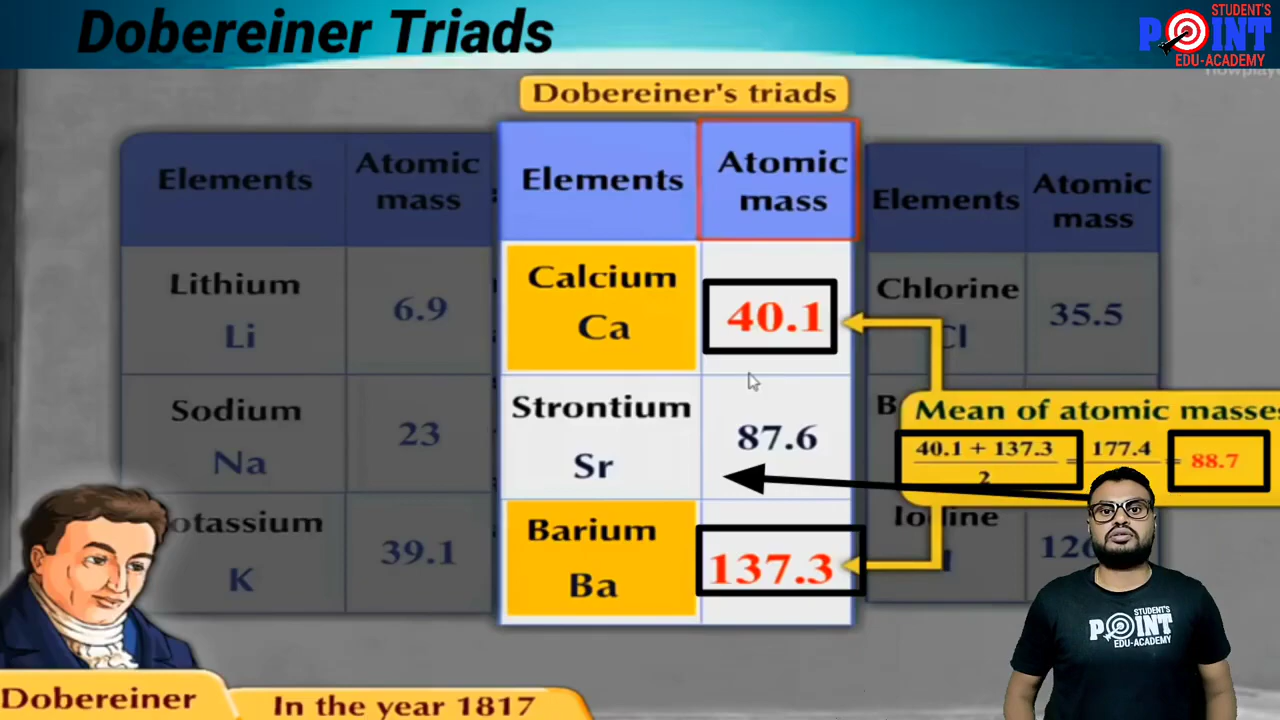 Dobereiner Triads
STUDENT'S
POINT
EDU-ACADEMY
Dobereiner's triads
Elements
Atomic
mass
Lithium
Li
6.9
Sodium
Na
23
otassium
K
39.1
Elements
Atomic
mass
Calcium
Ca
40.1
Strontium
Sr
87.6
Barium
Ba
137.3
Elements
Atomic
mass
Chlorine
Cl
35.5
B
Iodine
I
Mean of atomic masses
40.1 + 137.3
2
=
177.4
= 88.7
Dobereiner
In the year 1817
STUDENT'S
POINT
EDU-ACADEMY